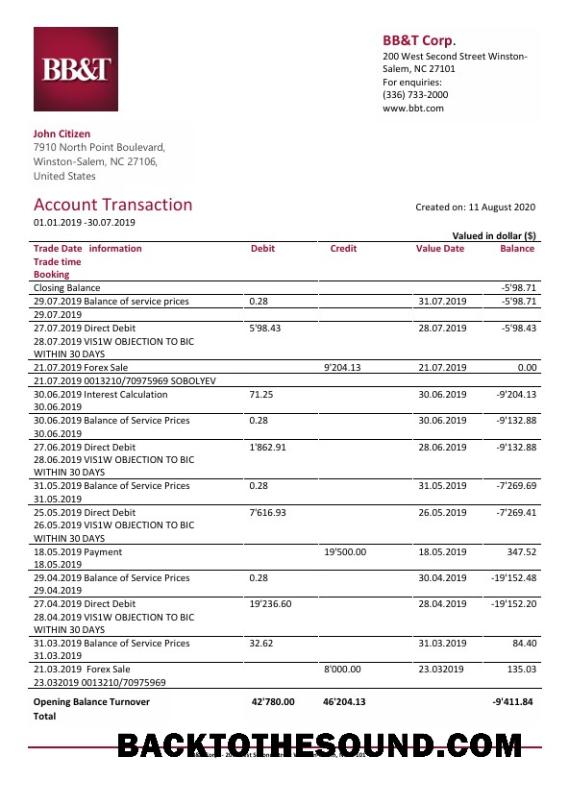 BB&T
BB&T Corp.
200 West Second Street Winston-
Salem, NC 27101
For enquiries:
(336) 733-2000
www.bbt.com
John Citizen
7910 North Point Boulevard,
Winston-Salem, NC 27106,
United States
Account Transaction
Created on: 11 August 2020
01.01.2019 -30.07.2019
Valued in dollar ($)
Trade Date information Debit Credit Value Date Balance
Trade time
Booking
Closing Balance -5'98.71
29.07.2019 Balance of service prices 0.28 31.07.2019 -5'98.71
29.07.2019
27.07.2019 Direct Debit 5'98.43 28.07.2019 -5'98.43
28.07.2019 VIS1W OBJECTION TO BIC
WITHIN 30 DAYS
21.07.2019 Forex Sale 9'204.13 21.07.2019 0.00
21.07.2019 0013210/70975969 SOBOLYEV
30.06.2019 Interest Calculation 71.25 30.06.2019 -9'204.13
30.06.2019
30.06.2019 Balance of Service Prices 0.28 30.06.2019 -9'132.88
30.06.2019
27.06.2019 Direct Debit 1'862.91 28.06.2019 -9'132.88
28.06.2019 VIS1W OBJECTION TO BIC
WITHIN 30 DAYS
31.05.2019 Balance of Service Prices 0.28 31.05.2019 -7'269.69
31.05.2019
25.05.2019 Direct Debit 7'616.93 26.05.2019 -7'269.41
26.05.2019 VIS1W OBJECTION TO BIC
WITHIN 30 DAYS
18.05.2019 Payment 19'500.00 18.05.2019 347.52
18.05.2019
29.04.2019 Balance of Service Prices 0.28 30.04.2019 -19'152.48
29.04.2019
27.04.2019 Direct Debit 19'236.60 28.04.2019 -19'152.20
28.04.2019 VIS1W OBJECTION TO BIC
WITHIN 30 DAYS
31.03.2019 Balance of Service Prices 32.62 31.03.2019 84.40
31.03.2019
21.03.2019 Forex Sale 8'000.00 23.032019 135.03
23.032019 0013210/70975969
Opening Balance Turnover 42'780.00 46'204.13 -9'411.84
Total
BACKTOTHESOUND.COM